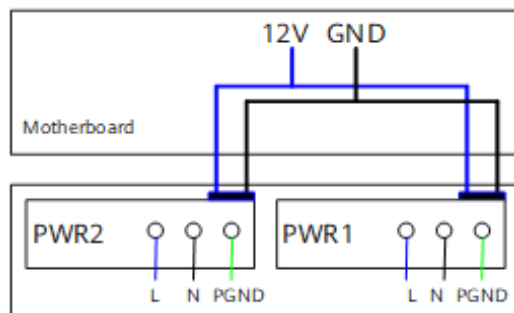 12V GND
Motherboard
PWR2 PWR1
L N PGND L N PGND